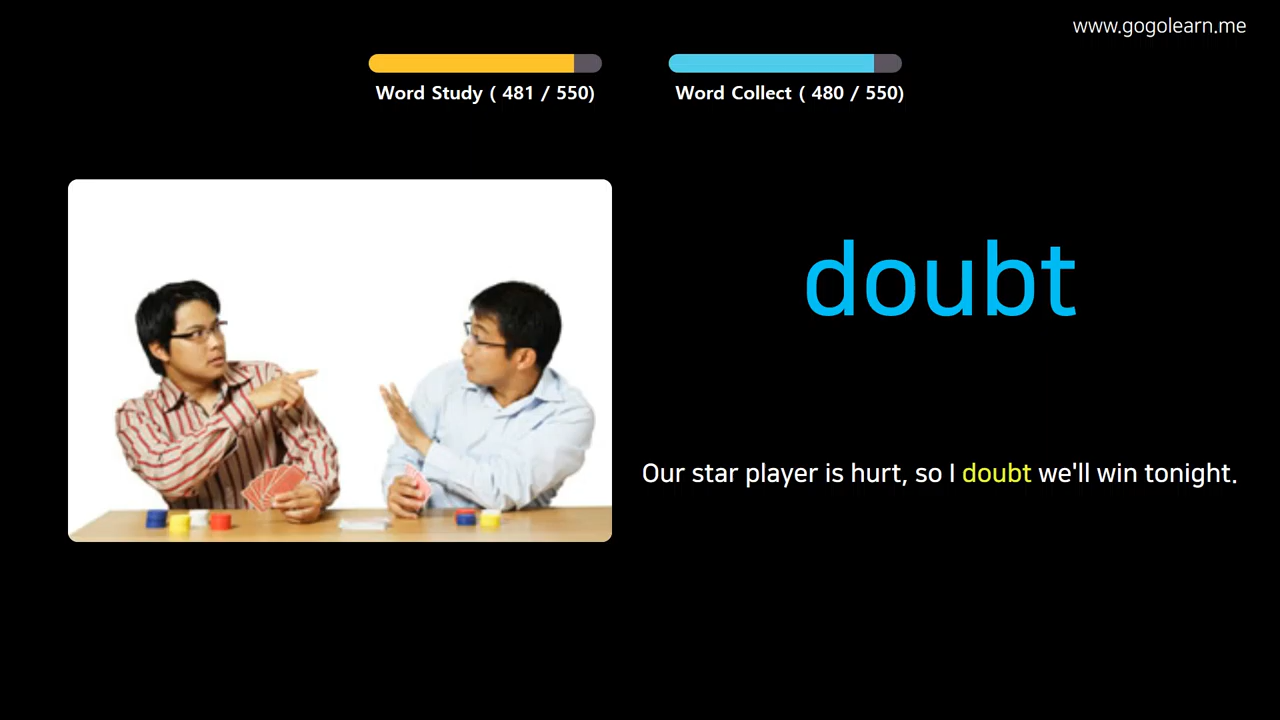 www.gogolearn.me
Word Study ( 481 / 550)
Word Collect ( 480 / 550)
doubt
Our star player is hurt, so I doubt we'll win tonight.